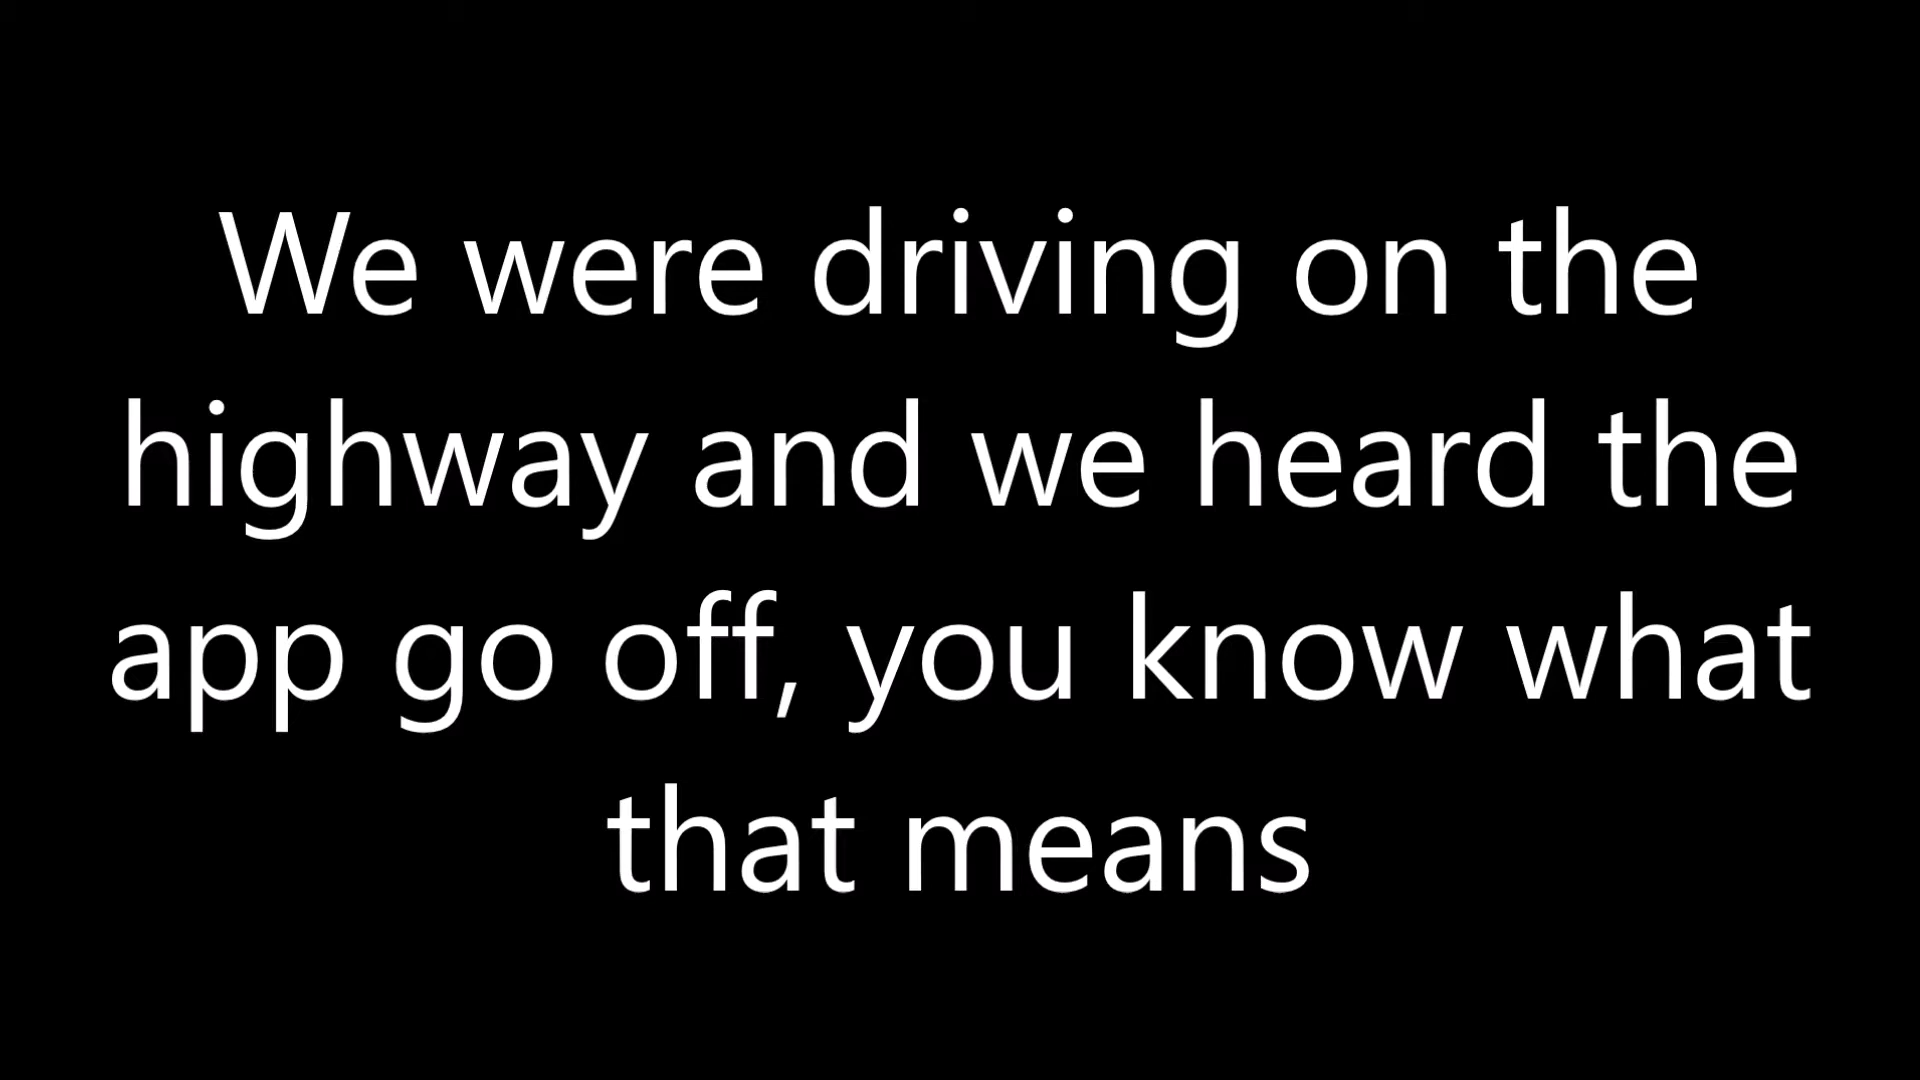 We were driving on the
highway and we heard the
app go off, you know what
that means